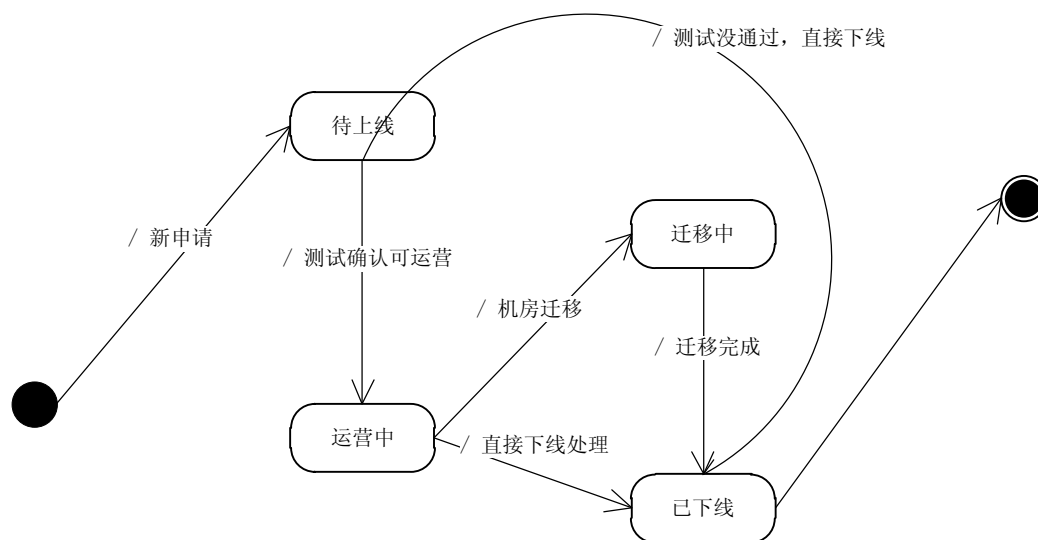 / 测试没通过，直接下线
待上线
/ 新申请
迁移中
/ 测试确认可运营
/ 机房迁移
/ 迁移完成
运营中
/ 直接下线处理
已下线